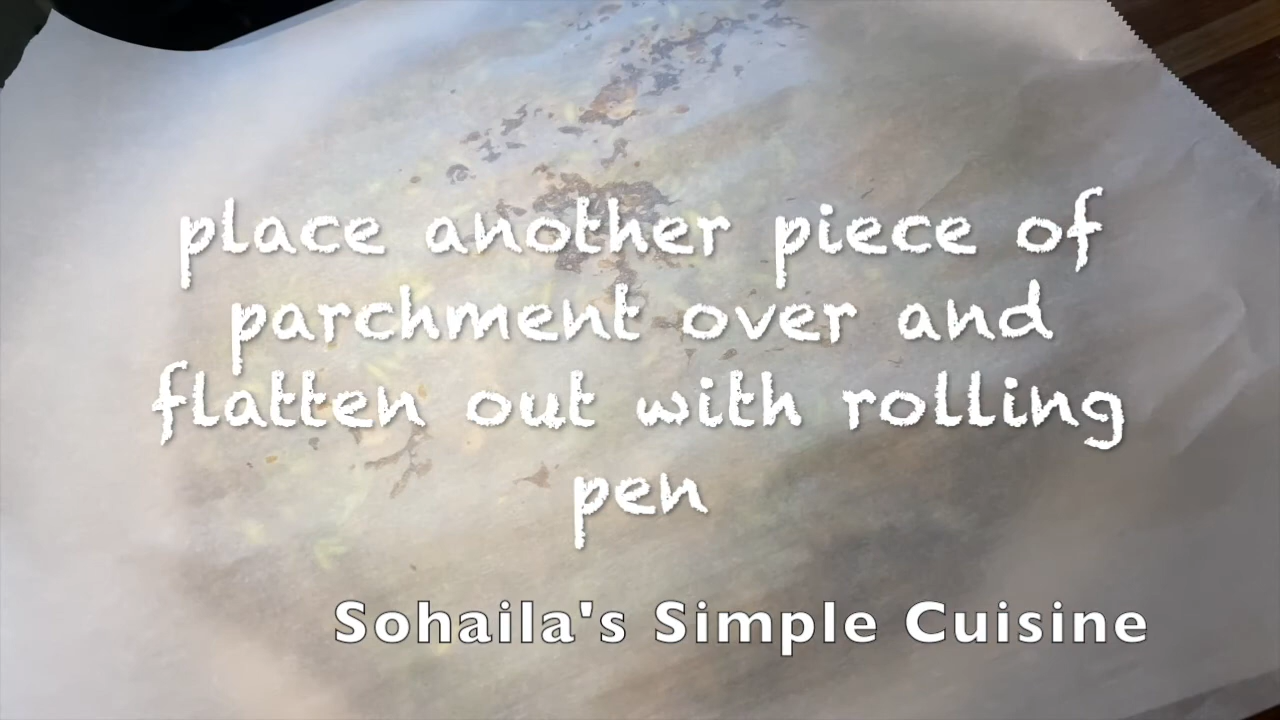 place another piece of
parchment over and
flatten out with rolling
pen
Sohaila's Simple Cuisine